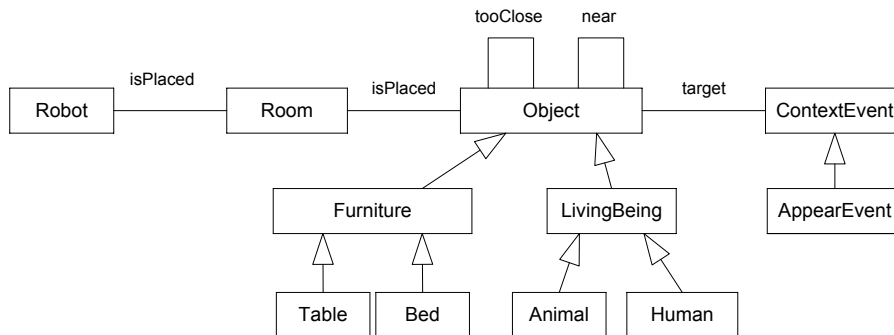 tooClose
near
isPlaced
isPlaced
target
Robot
Room
Object
ContextEvent
Furniture
LivingBeing
AppearEvent
Table
Bed
Animal
Human